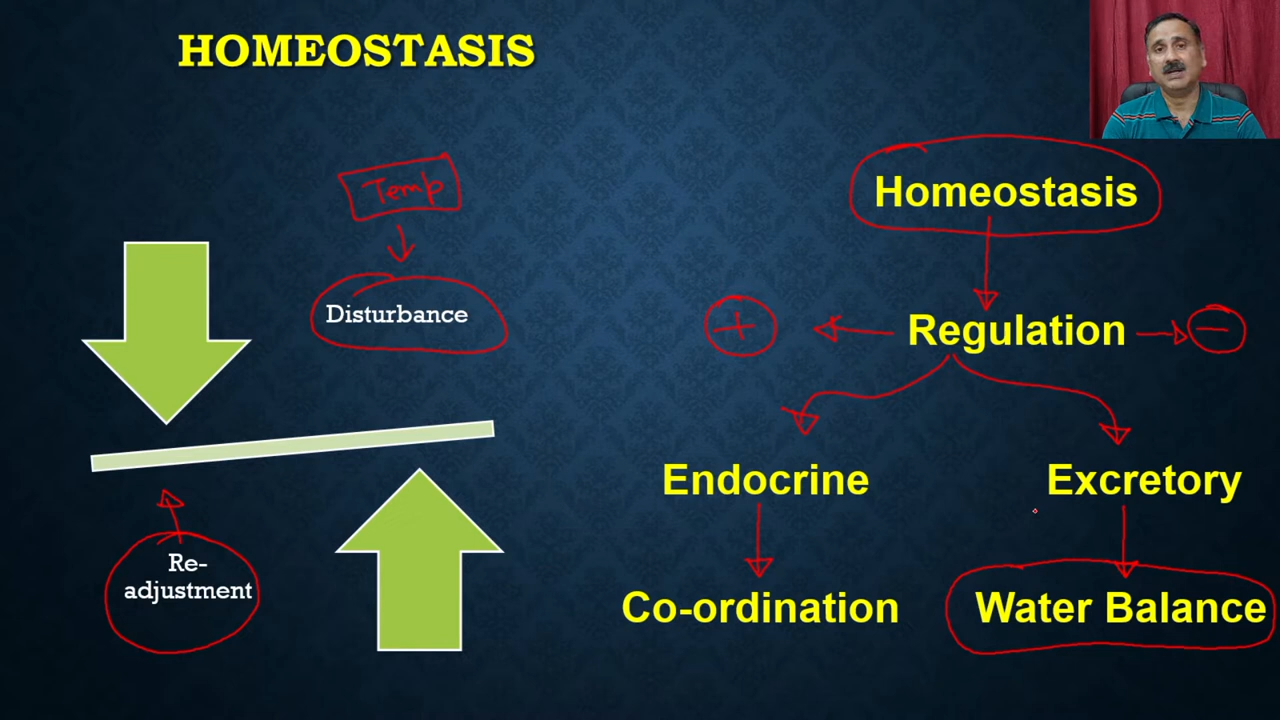 HOMEOSTASIS
Temp
Disturbance
Re-
adjustment
Homeostasis
+
Regulation
−
Endocrine
Excretory
Co-ordination
Water Balance